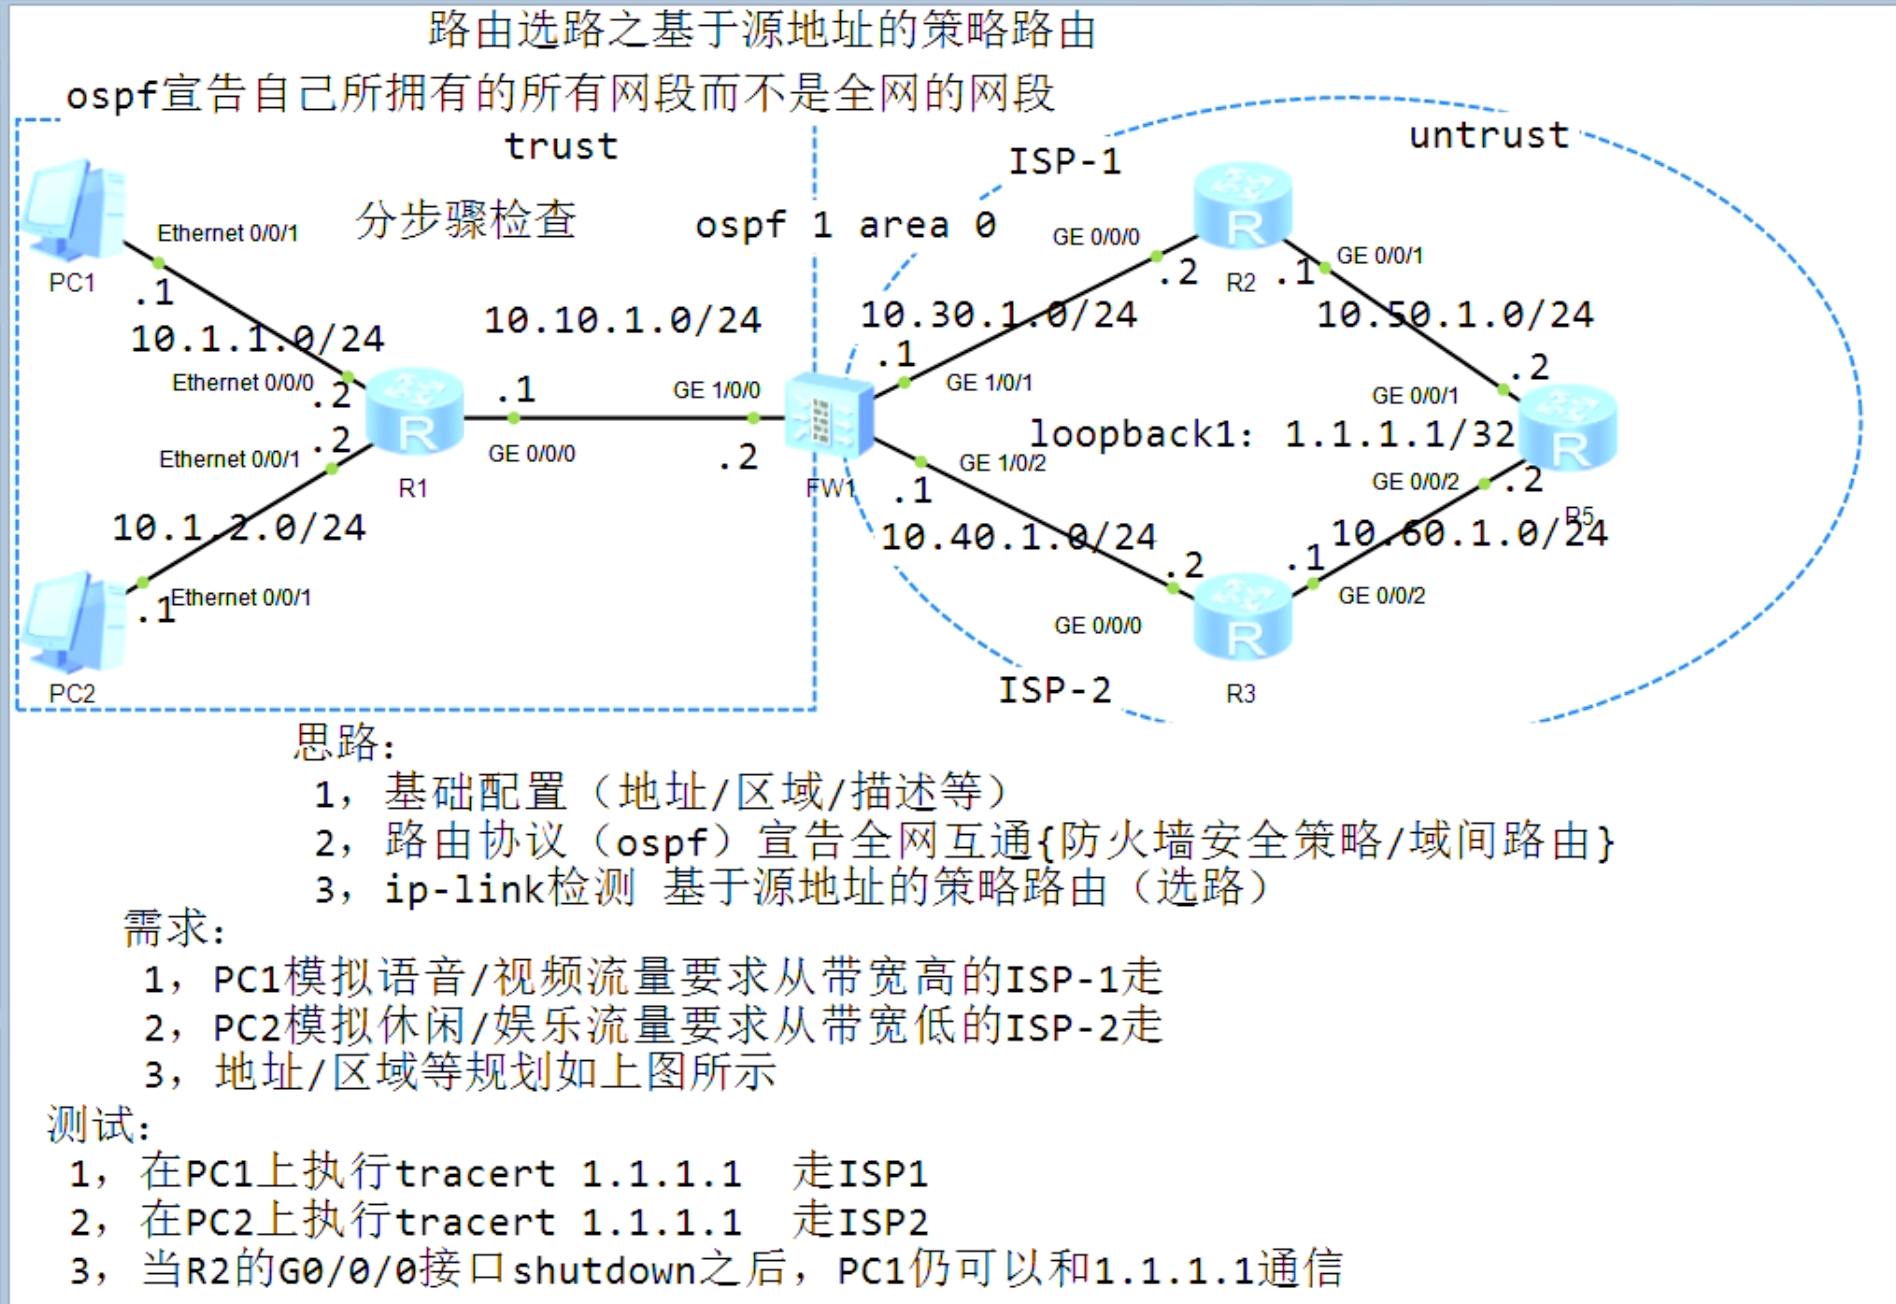 路由选路之基于源地址的策略路由
ospf宣告自己所拥有的所有网段而不是全网的网段
trust
untrust
ISP-1
分步骤检查
ospf 1 area 0
Ethernet 0/0/1
PC1
.1
10.1.1.0/24
Ethernet 0/0/0
.2
10.10.1.0/24
.1
GE 1/0/0
GE 0/0/0
.2
.2
Ethernet 0/0/1
R1
FW1
10.1.2.0/24
.1
Ethernet 0/0/1
PC2
GE 0/0/0
.2
R2
.1
GE 0/0/1
10.30.1.0/24
10.50.1.0/24
.1
GE 1/0/1
.2
GE 0/0/1
loopback1: 1.1.1.1/32
GE 1/0/2
GE 0/0/2
.2
.1
R5
10.40.1.0/24
10.60.1.0/24
.2
.1
GE 0/0/2
GE 0/0/0
ISP-2
R3
思路：
1，基础配置（地址/区域/描述等）
2，路由协议（ospf）宣告全网互通{防火墙安全策略/域间路由}
3，ip-link检测 基于源地址的策略路由（选路）
需求：
1，PC1模拟语音/视频流量要求从带宽高的ISP-1走
2，PC2模拟休闲/娱乐流量要求从带宽低的ISP-2走
3，地址/区域等规划如上图所示
测试：
1，在PC1上执行tracert 1.1.1.1 走ISP1
2，在PC2上执行tracert 1.1.1.1 走ISP2
3，当R2的G0/0/0接口shutdown之后，PC1仍可以和1.1.1.1通信